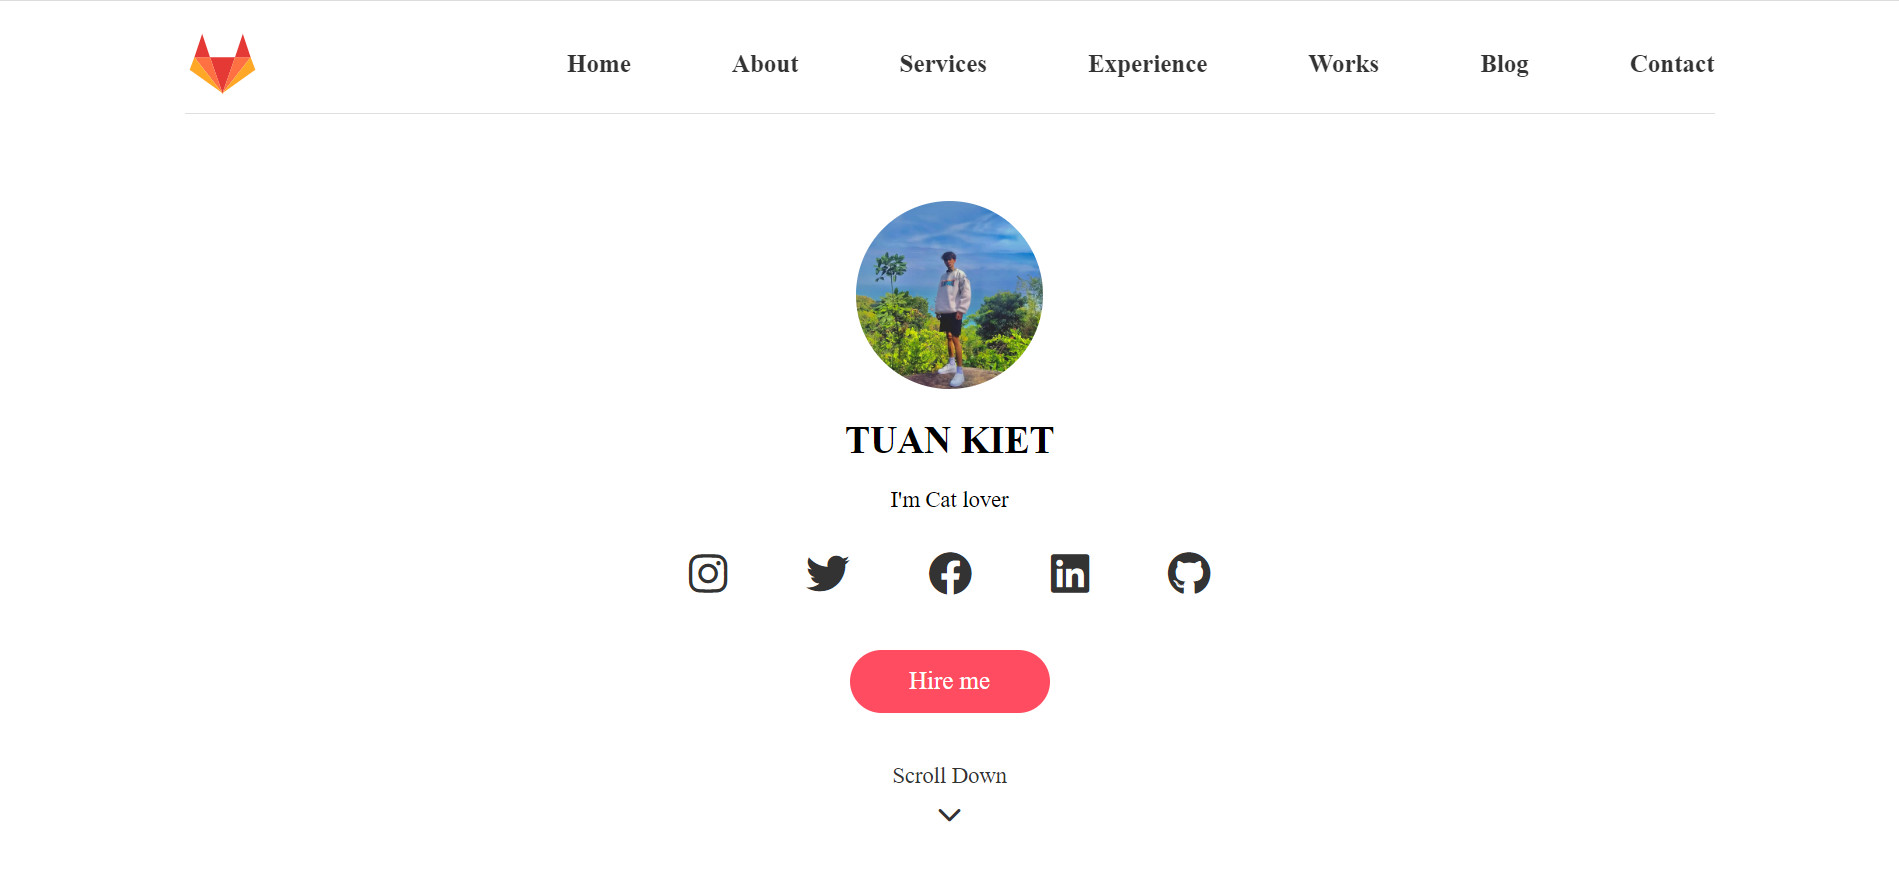 Home About Services Experience Works Blog Contact
TUAN KIET
I'm Cat lover
Hire me
Scroll Down